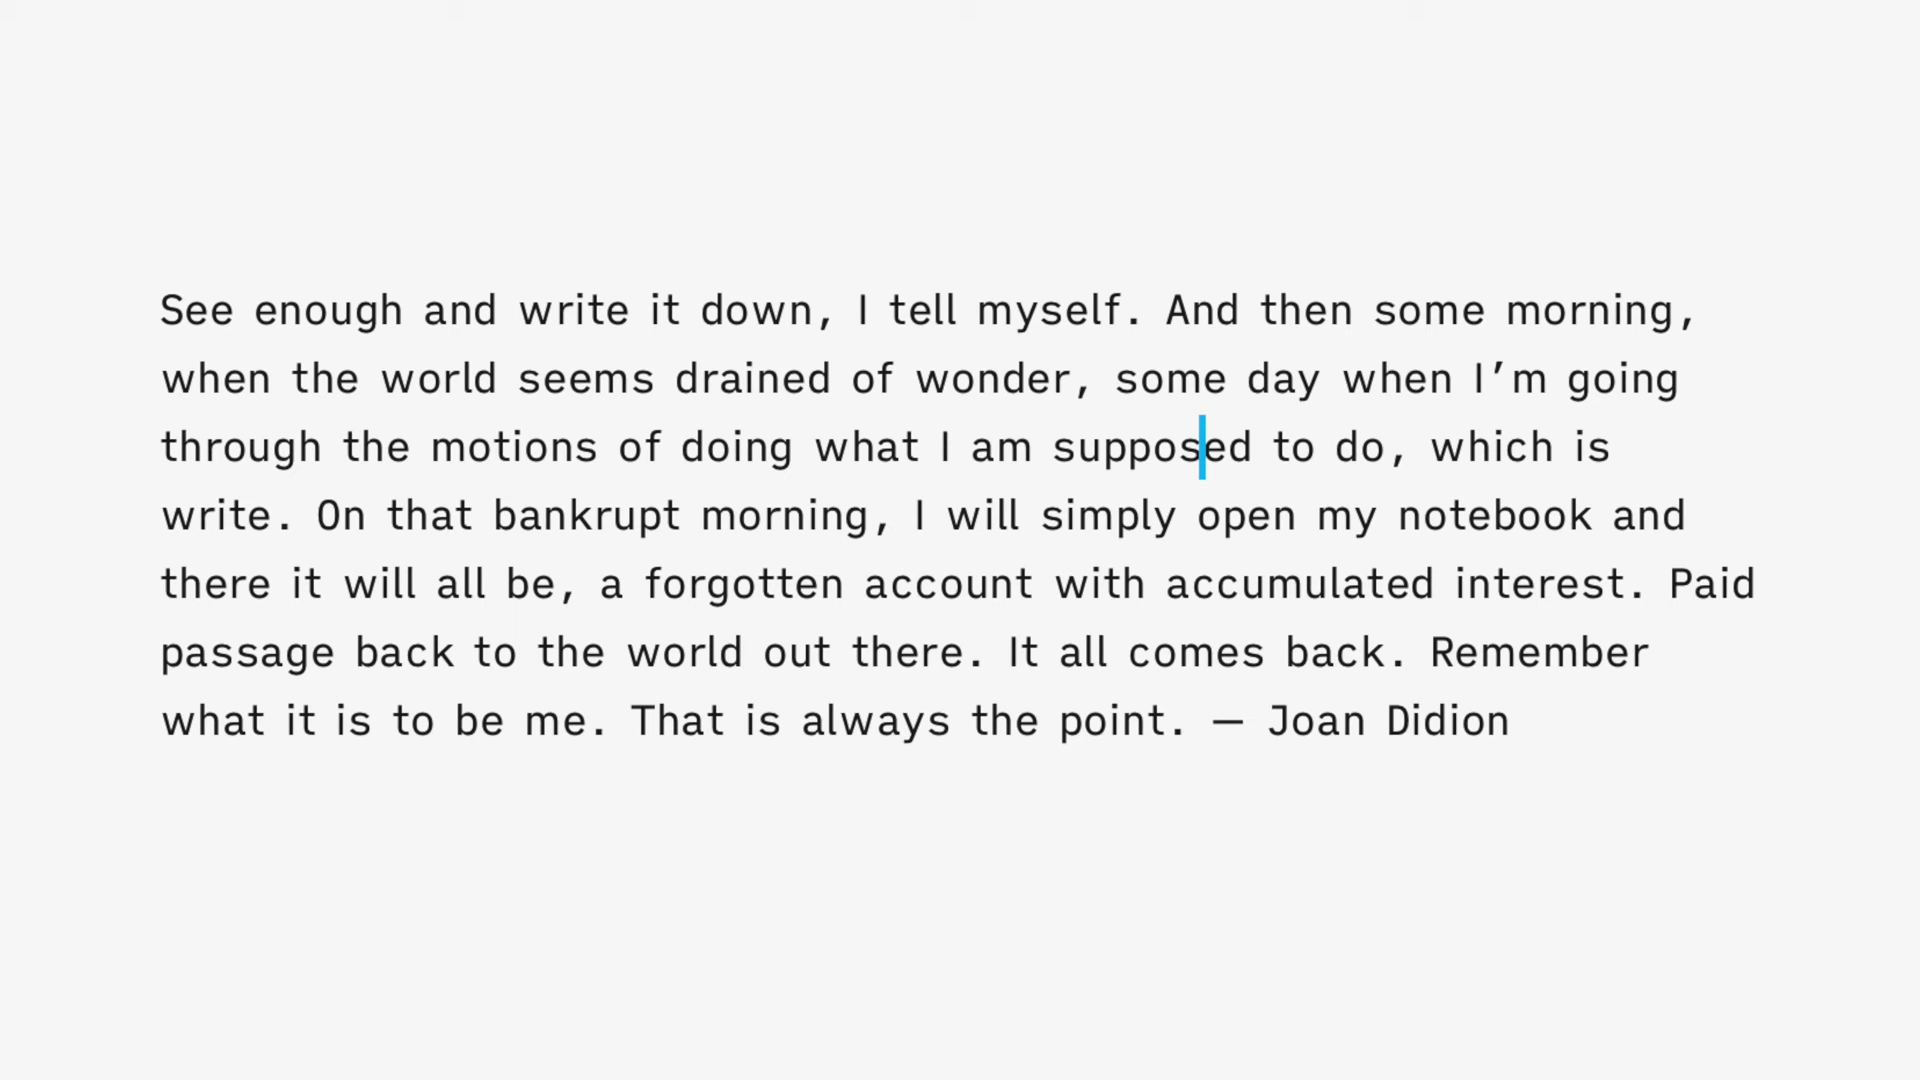 See enough and write it down, I tell myself. And then some morning,
when the world seems drained of wonder, some day when I’m going
through the motions of doing what I am supposed to do, which is
write. On that bankrupt morning, I will simply open my notebook and
there it will all be, a forgotten account with accumulated interest. Paid
passage back to the world out there. It all comes back. Remember
what it is to be me. That is always the point. — Joan Didion